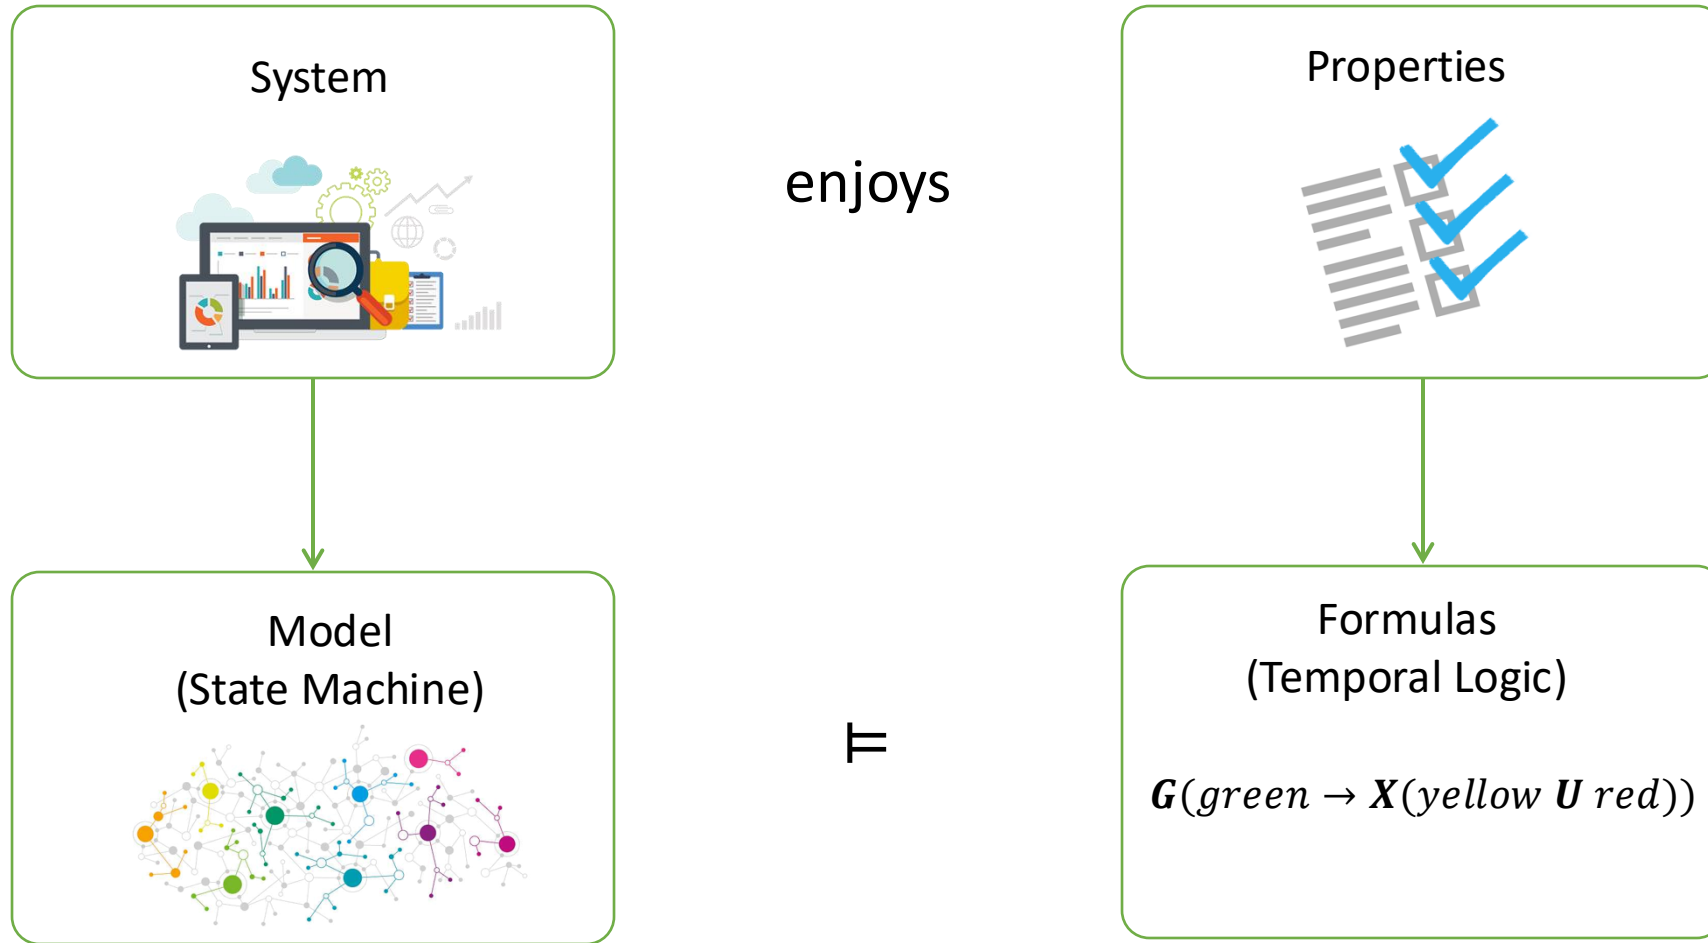 System
enjoys
Properties
Model
(State Machine)
⊨
Formulas
(Temporal Logic)
G(green → X(yellow U red))